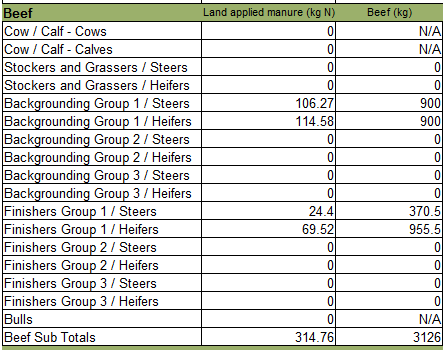 Beef Land applied manure (kg N) Beef (kg)
Cow / Calf - Cows 0 N/A
Cow / Calf - Calves 0 N/A
Stockers and Grassers / Steers 0 0
Stockers and Grassers / Heifers 0 0
Backgrounding Group 1 / Steers 106.27 900
Backgrounding Group 1 / Heifers 114.58 900
Backgrounding Group 2 / Steers 0 0
Backgrounding Group 2 / Heifers 0 0
Backgrounding Group 3 / Steers 0 0
Backgrounding Group 3 / Heifers 0 0
Finishers Group 1 / Steers 24.4 370.5
Finishers Group 1 / Heifers 69.52 955.5
Finishers Group 2 / Steers 0 0
Finishers Group 2 / Heifers 0 0
Finishers Group 3 / Steers 0 0
Finishers Group 3 / Heifers 0 0
Bulls 0 N/A
Beef Sub Totals 314.76 3126